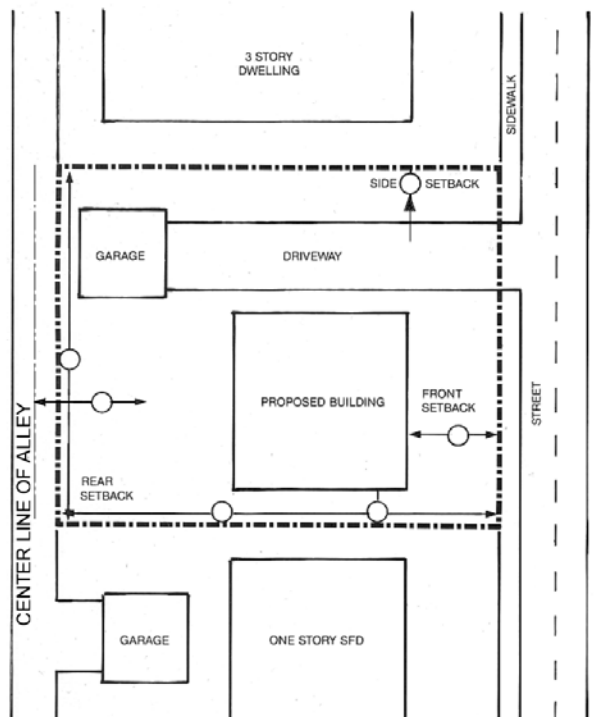 3 STORY
DWELLING
SIDEWALK
SIDE SETBACK
GARAGE
DRIVEWAY
PROPOSED BUILDING
FRONT
SETBACK
STREET
CENTER LINE OF ALLEY
REAR
SETBACK
GARAGE
ONE STORY SFD